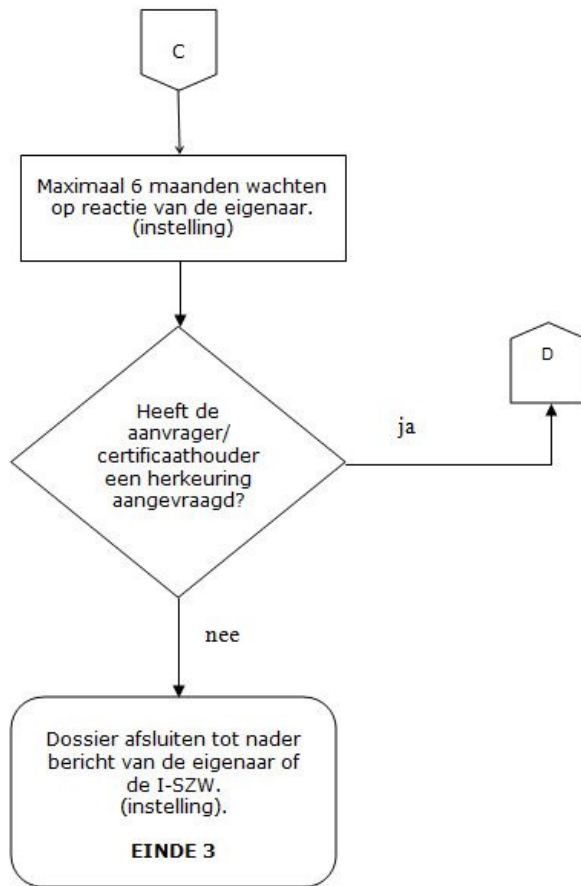 C
Maximaal 6 maanden wachten
op reactie van de eigenaar.
(instelling)
D
Heeft de
aanvrager/
certificaathouder
een herkeuring
aangevraagd?
ja
nee
Dossier afsluiten tot nader
bericht van de eigenaar of
de I-SZW.
(instelling).
EINDE 3